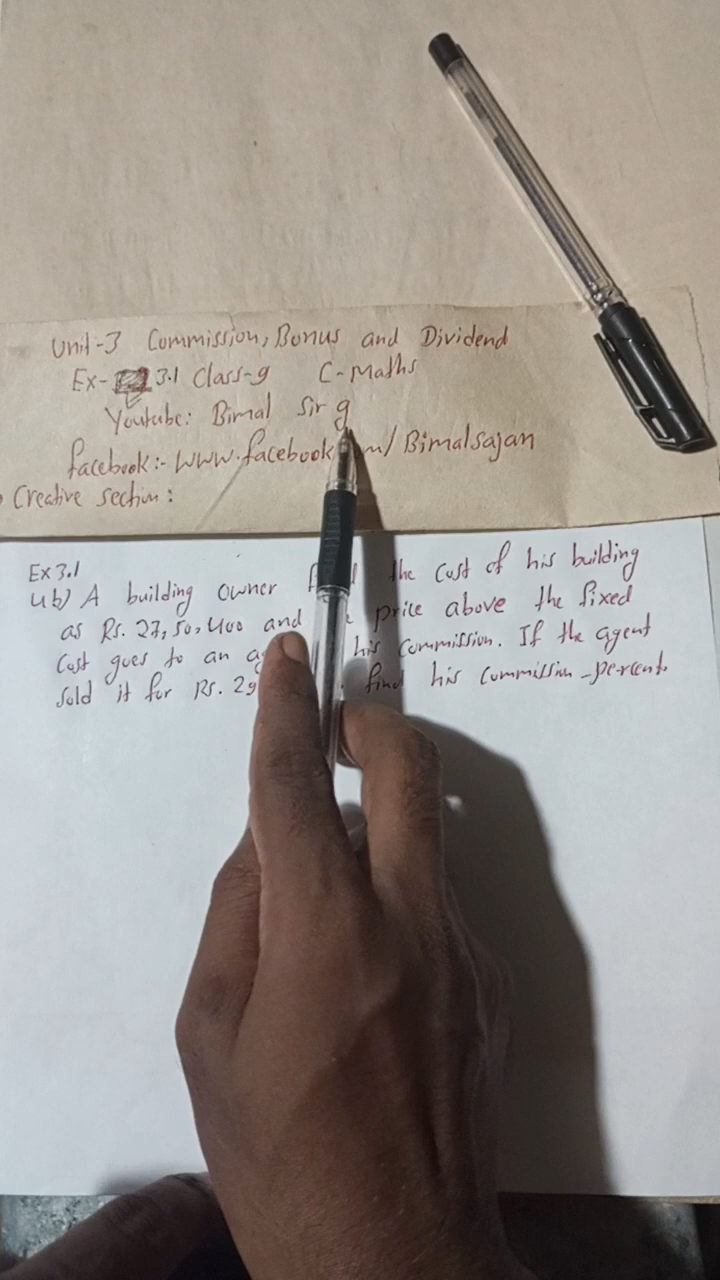 Unit-3 Commission, Bonus and Dividend
Ex- 3.1 Class-9 C-Maths
Youtube: Bimal Sir g
facebook:- www.facebook m/Bimalsajan
Creative section:
Ex 3.1
4b) A building owner the cost of his building
as Rs. 27,50,400 and price above the fixed
cost goes to an his commission. If the agent
sold it for Rs. 29 find his commission-percent.